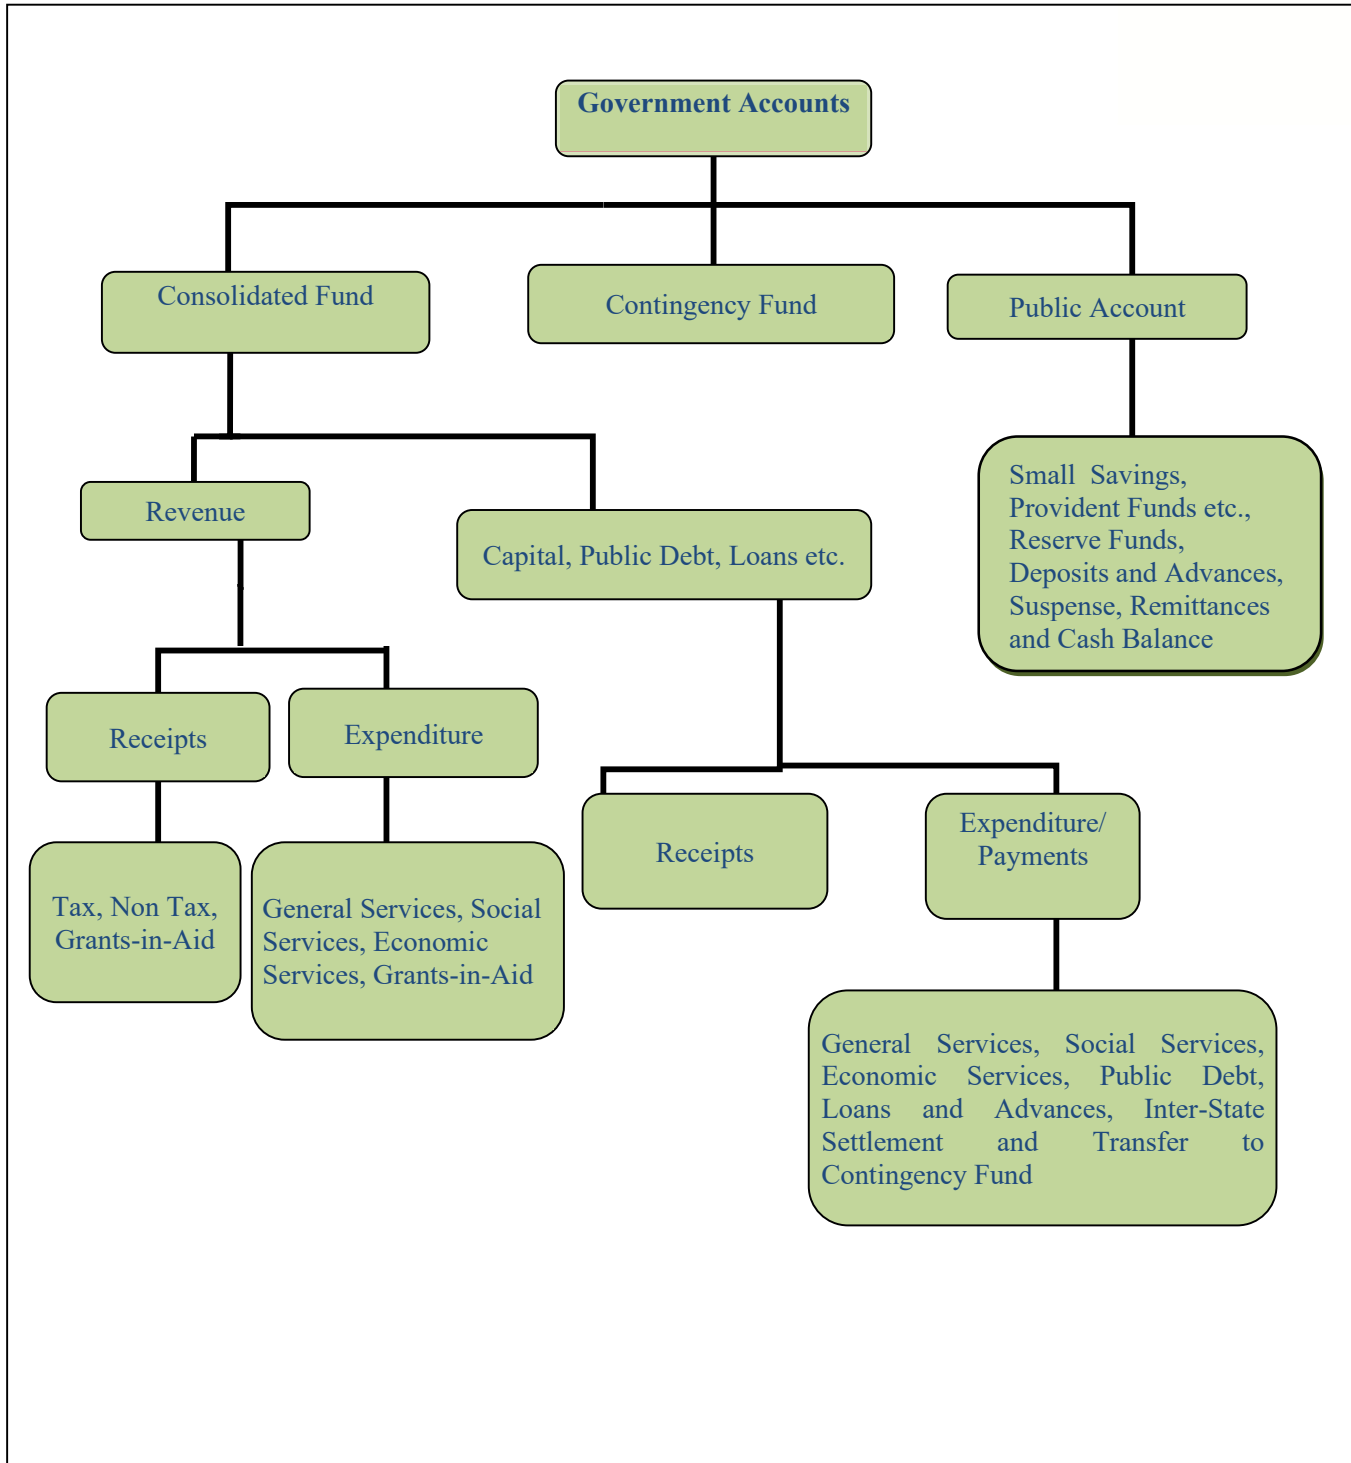 Government Accounts
Consolidated Fund
Contingency Fund
Public Account
Revenue
Capital, Public Debt, Loans etc.
Small Savings,
Provident Funds etc.,
Reserve Funds,
Deposits and Advances,
Suspense, Remittances
and Cash Balance
Receipts
Expenditure
Receipts
Expenditure/
Payments
Tax, Non Tax,
Grants-in-Aid
General Services, Social
Services, Economic
Services, Grants-in-Aid
General Services, Social Services,
Economic Services, Public Debt,
Loans and Advances, Inter-State
Settlement and Transfer to
Contingency Fund